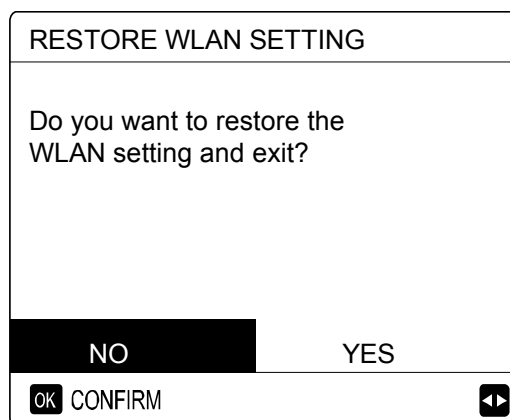 RESTORE WLAN SETTING
Do you want to restore the
WLAN setting and exit?
NO YES
OK CONFIRM